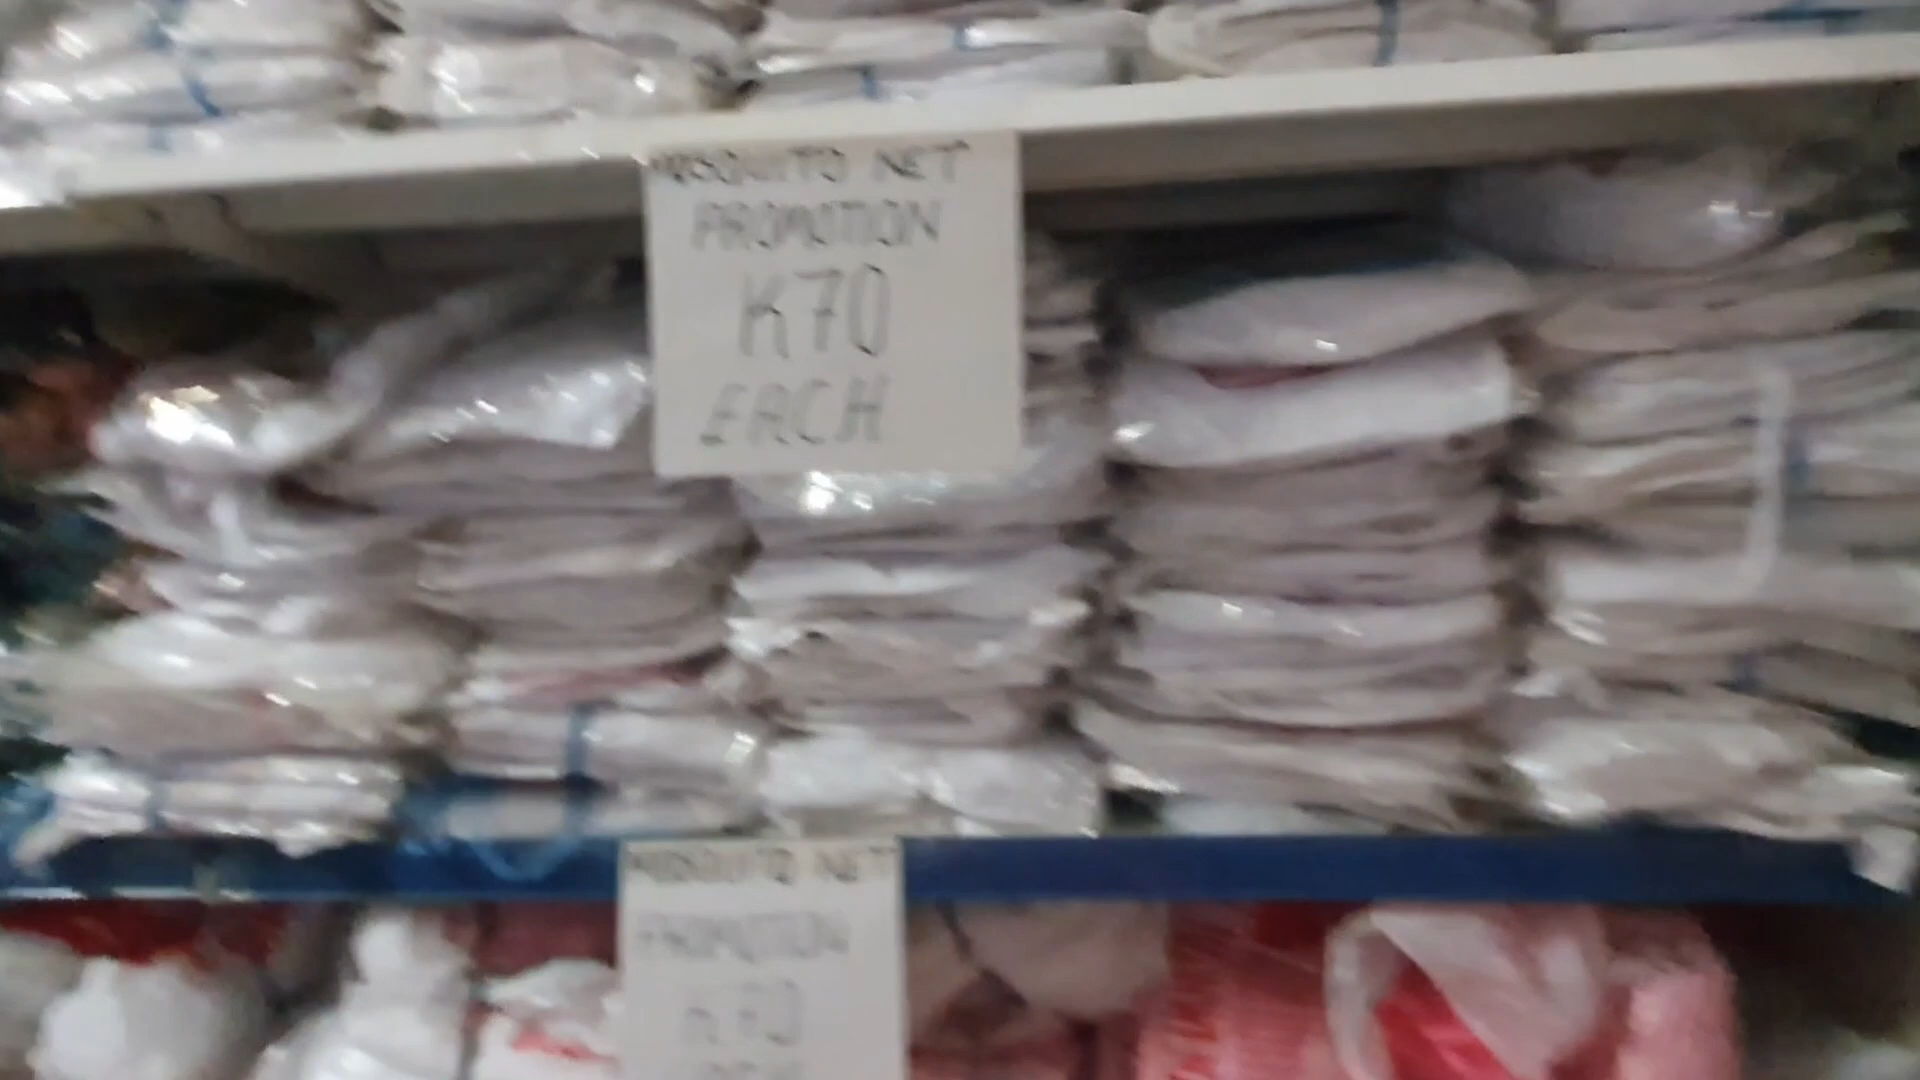 MOSQUITO NET
PROMOTION
K70
EACH
MOSQUITO NET
PROMOTION